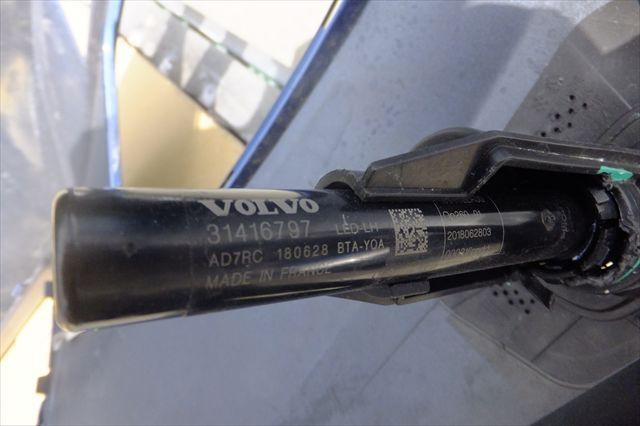 VOLVO
31416797 LED-LH
AD7RC 180628 BTA-YOA
MADE IN FRANCE
2018062803